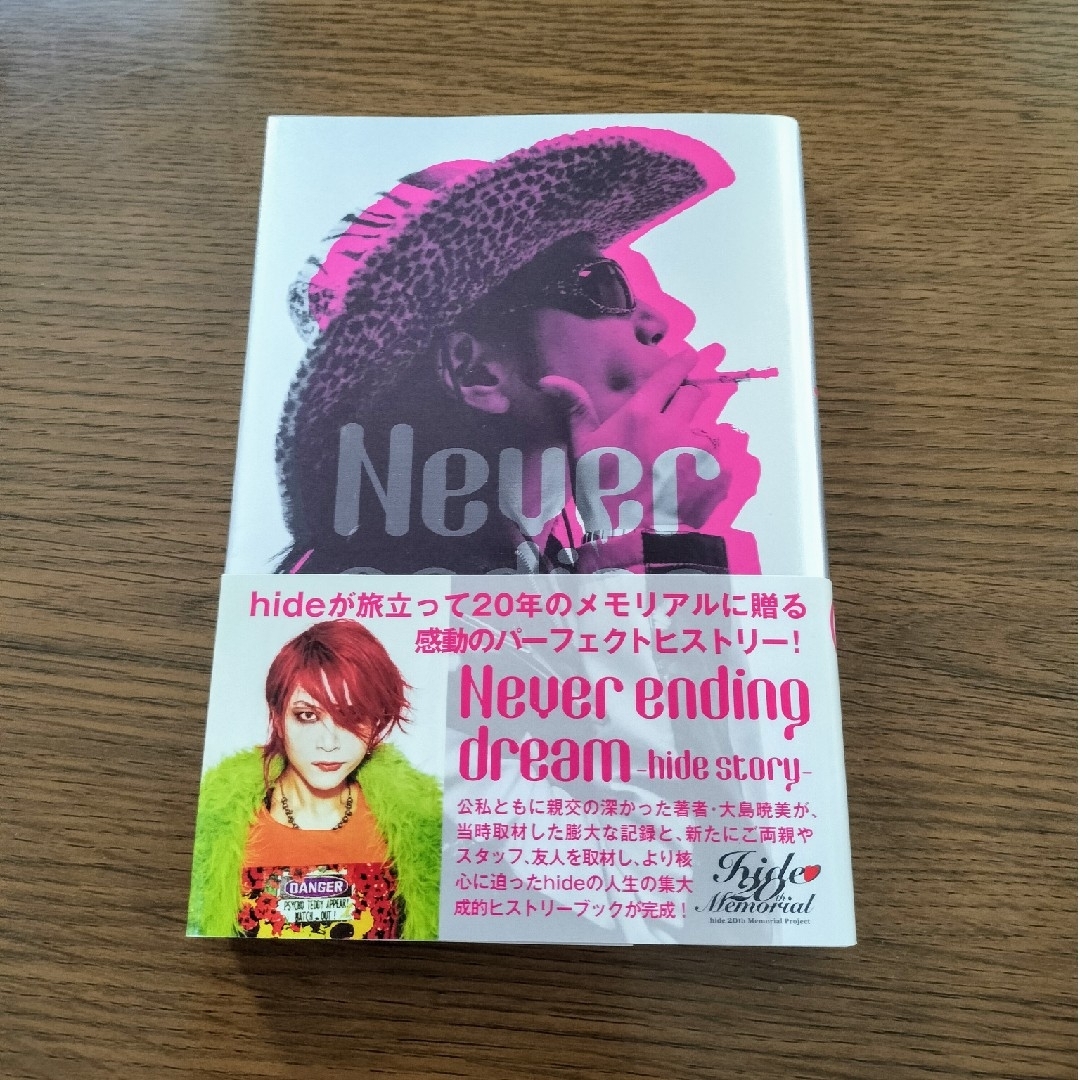 Never
ending
hideが旅立って20年のメモリアルに贈る
感動のパーフェクトヒストリー!
Never ending
dream -hide story-
公私ともに親交の深かった著者・大島暁美が、
当時取材した膨大な記録と、新たにご両親や
スタッフ、友人を取材し、より核
心に迫ったhideの人生の集大
成的ヒストリーブックが完成!
hide
20th
Memorial
hide 20th Memorial Project
DANGER
PSYCHO TEDDY APPEAR!
WATCH-OUT!